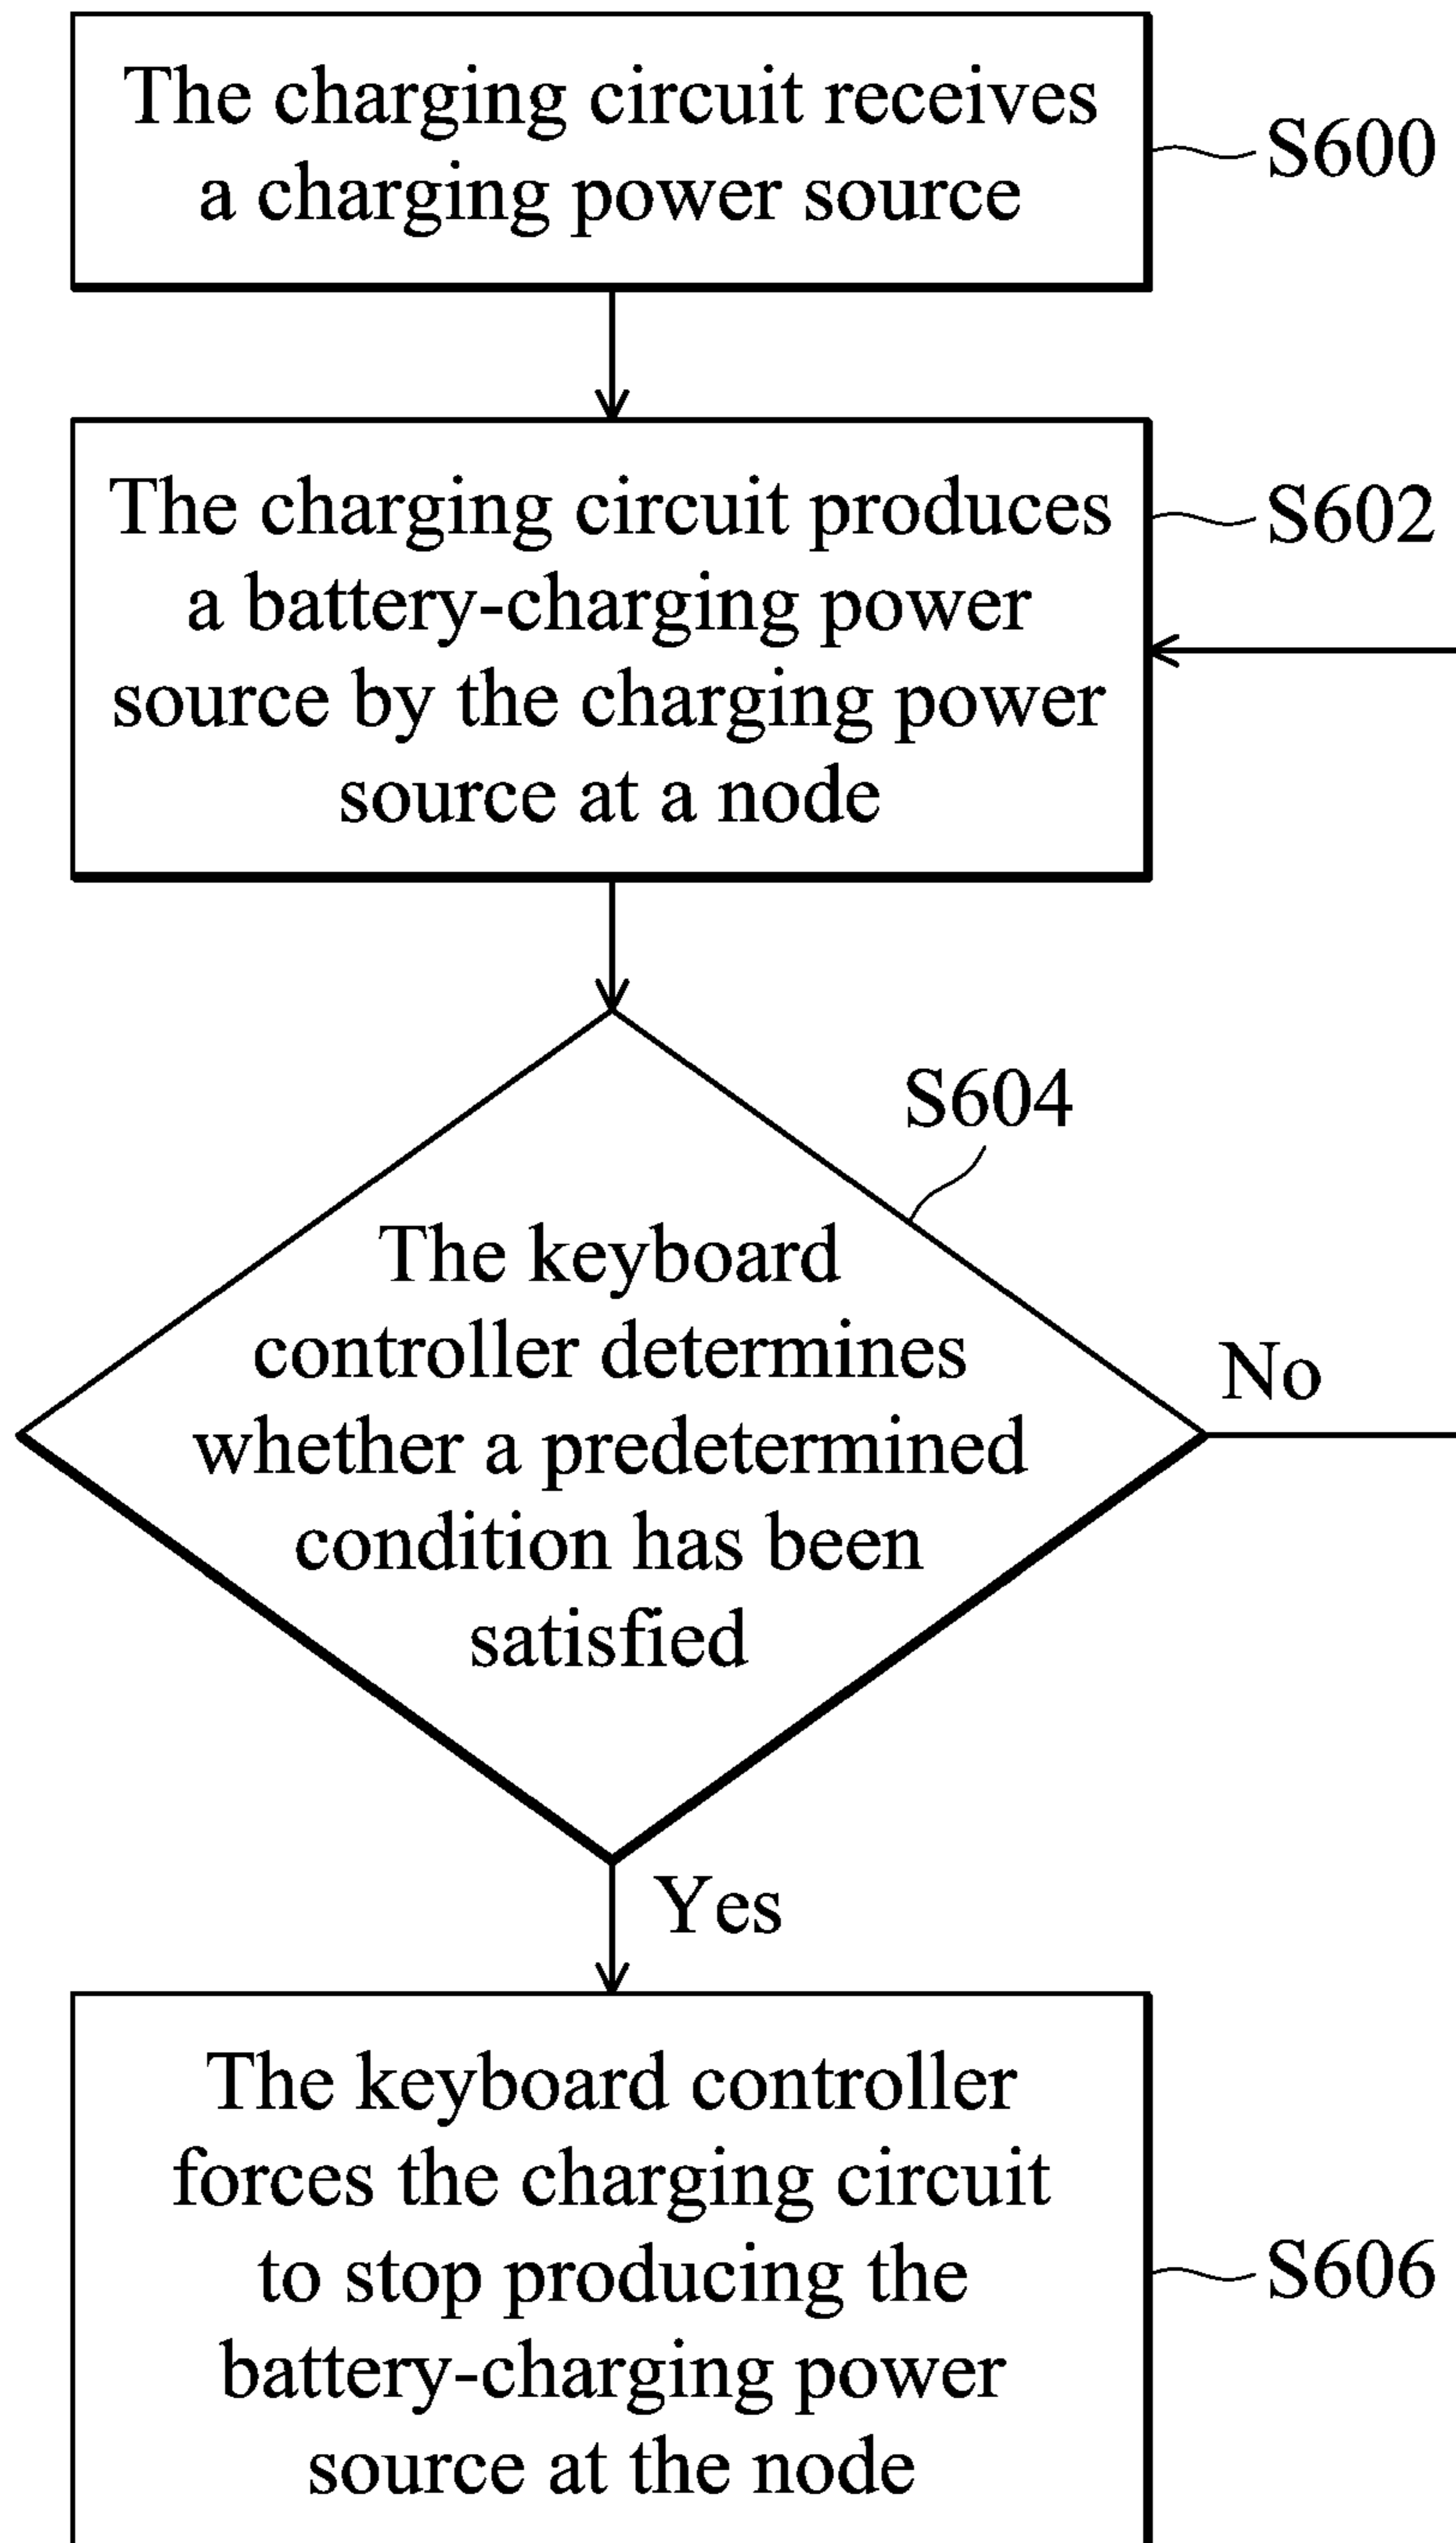 The charging circuit receives
a charging power source
S600
The charging circuit produces
a battery-charging power
source by the charging power
source at a node
S602
S604
The keyboard
controller determines
whether a predetermined
condition has been
satisfied
No
Yes
The keyboard controller
forces the charging circuit
to stop producing the
battery-charging power
source at the node
S606